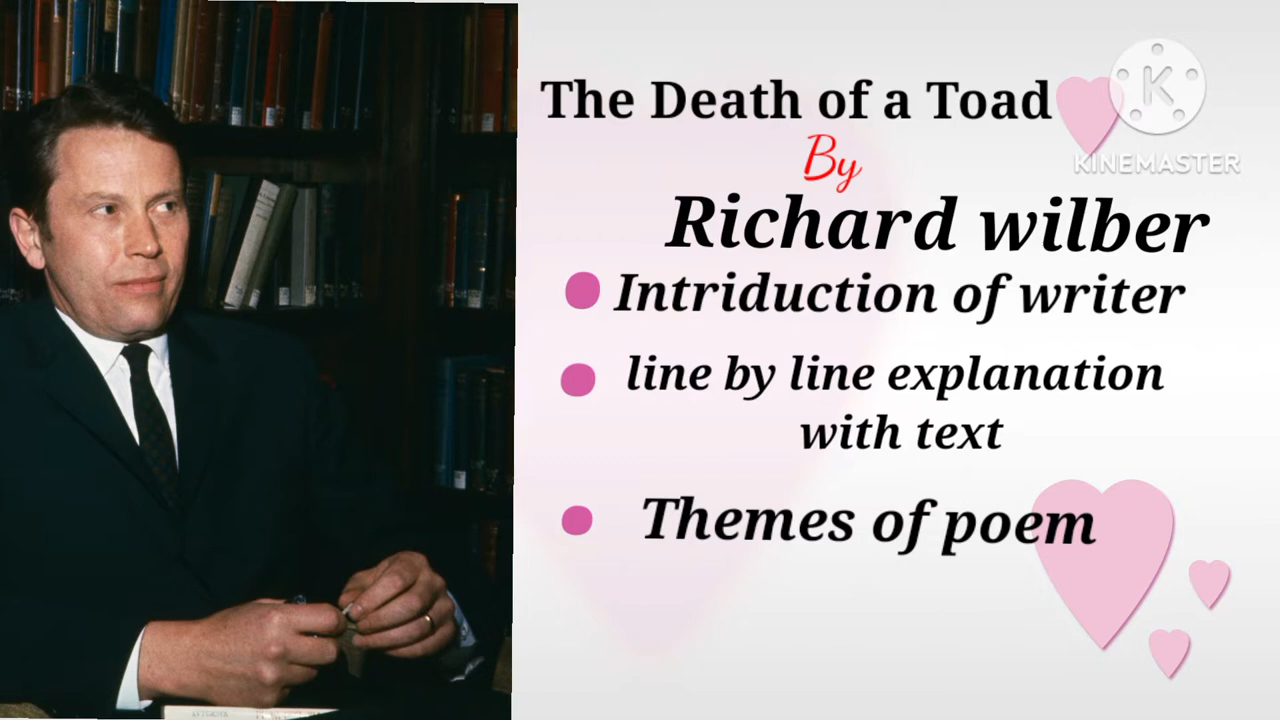 The Death of a Toad
K
KINEMASTER
By
Richard wilber
Intriduction of writer
line by line explanation
with text
Themes of poem